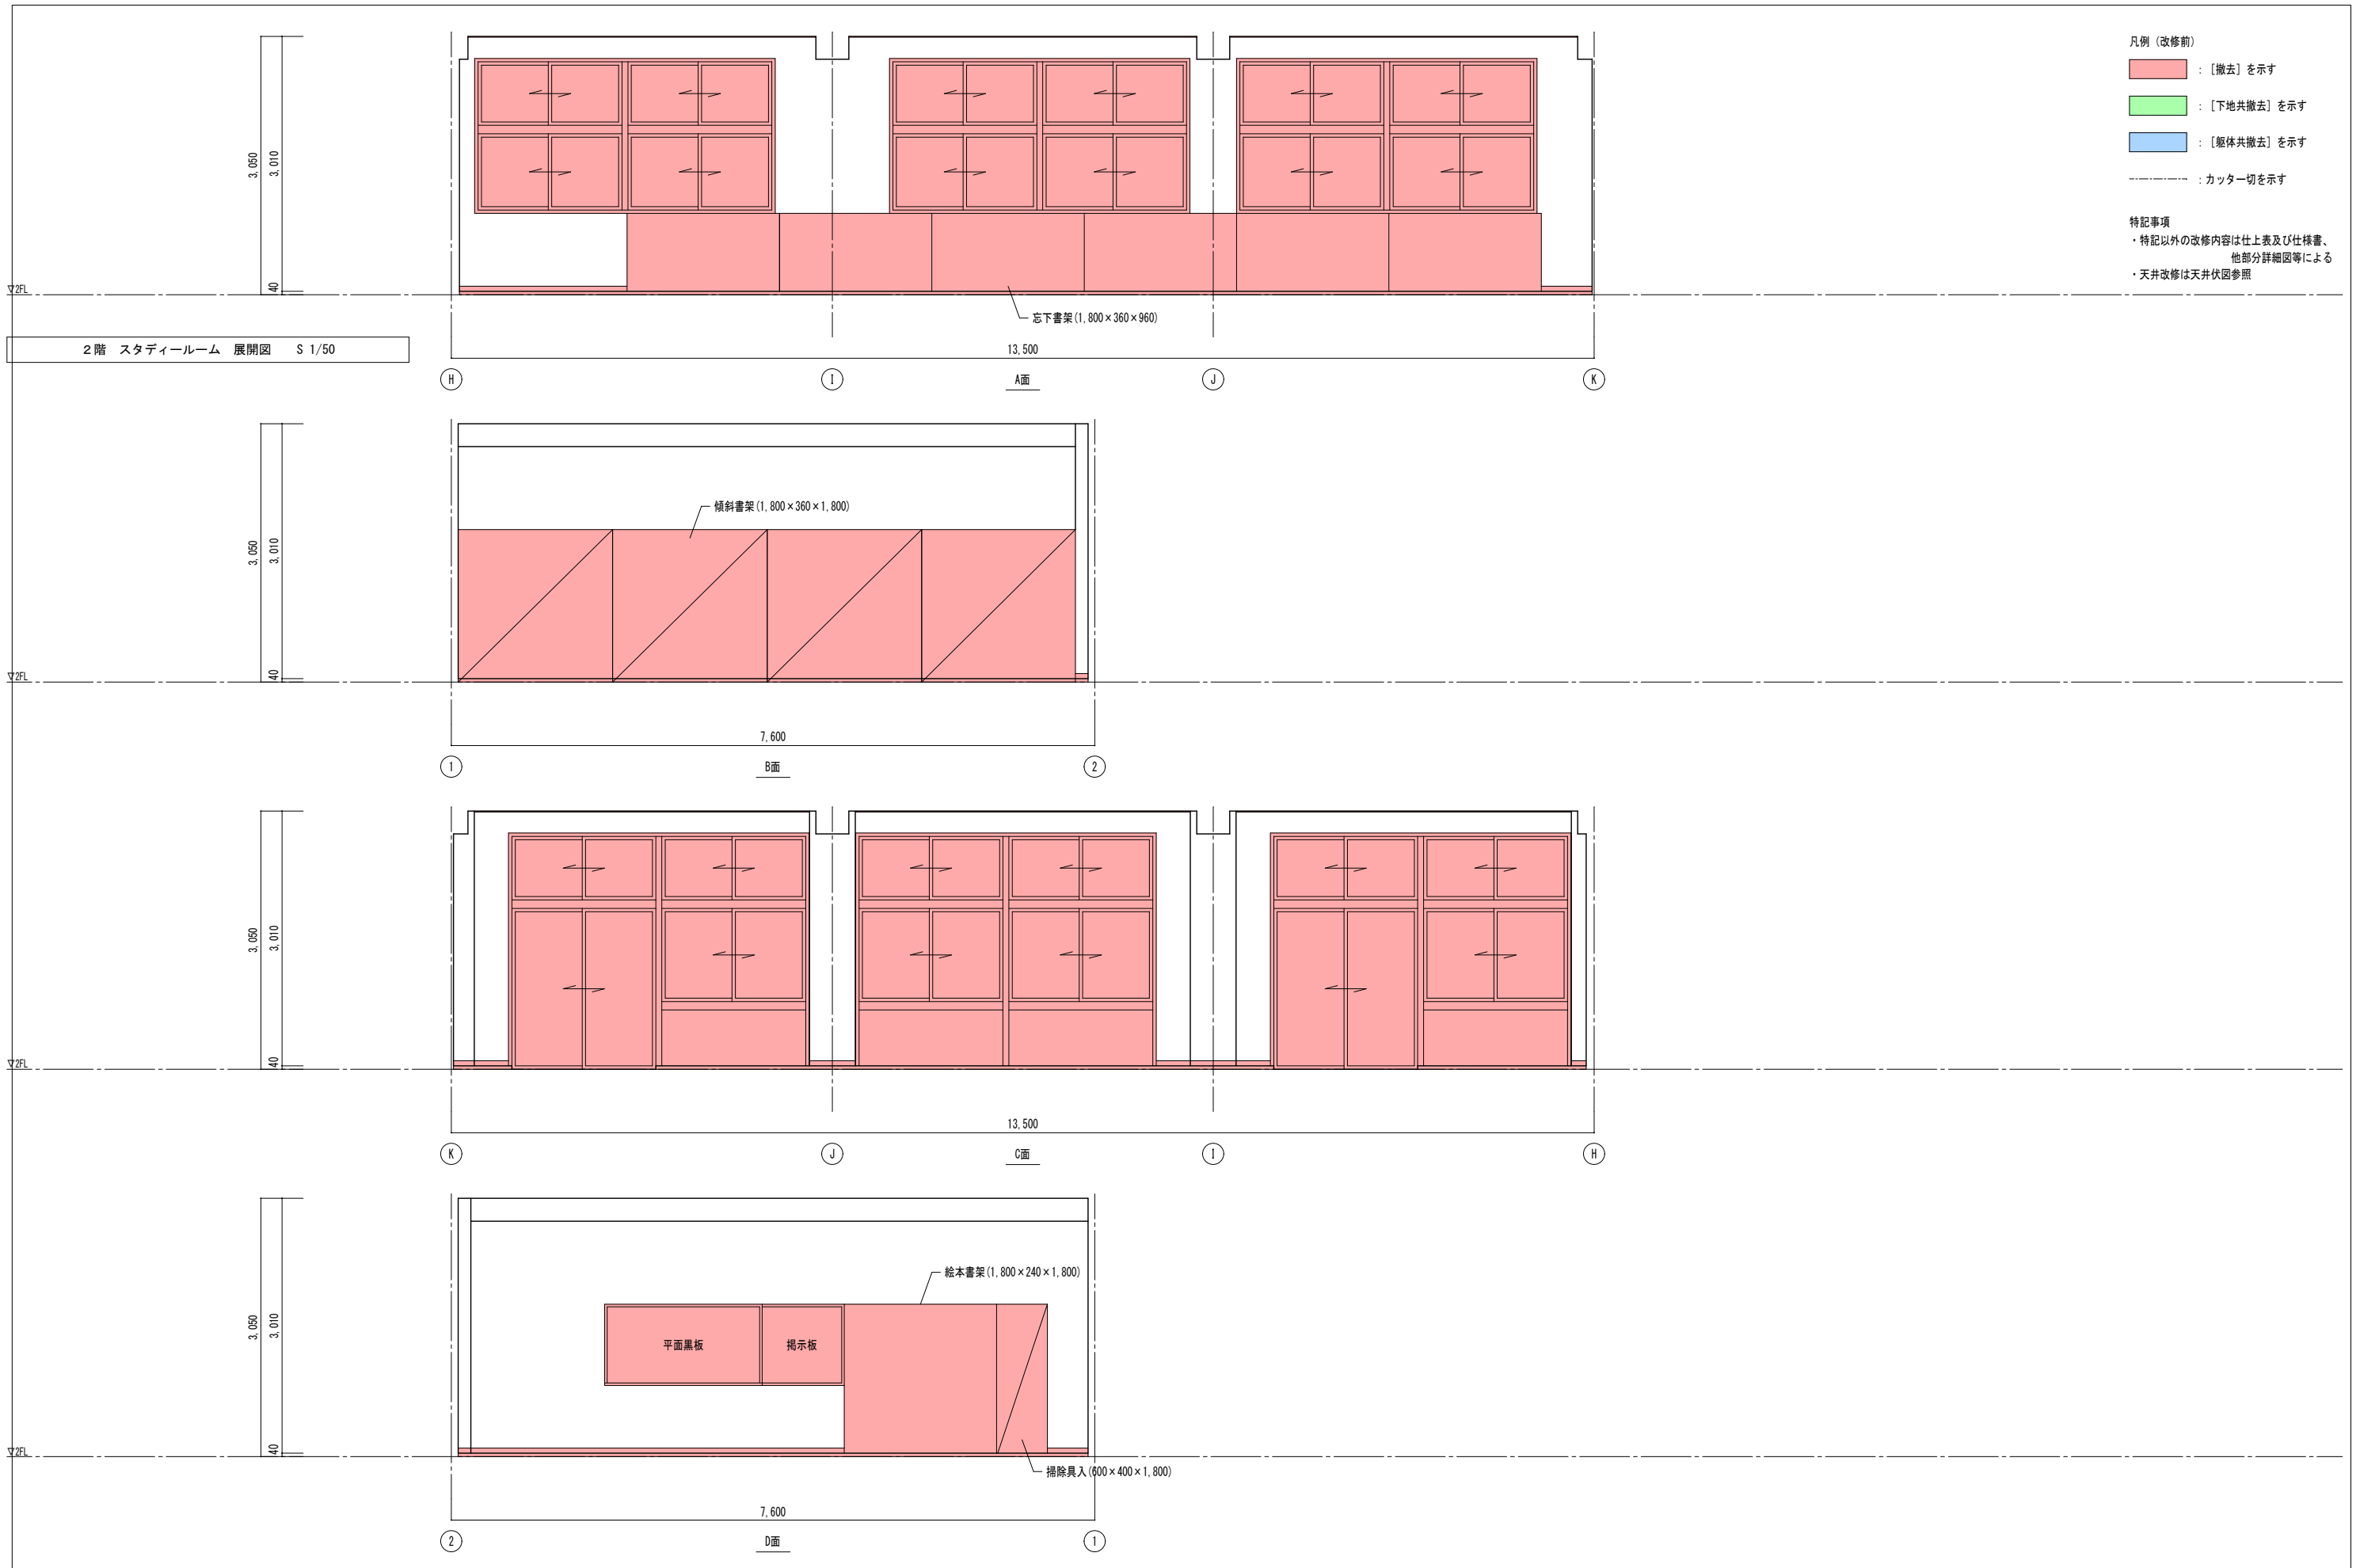 凡例（改修前）
：［撤去］を示す
：［下地共撤去］を示す
：［躯体共撤去］を示す
：カッター切を示す
特記事項
・特記以外の改修内容は仕上表及び仕様書、
他部分詳細図等による
・天井改修は天井伏図参照
3,050
3,010
40
▽2FL
忘下書架(1,800×360×960)
２階　スタディールーム　展開図　　S 1/50
13,500
H
I
A面
J
K
3,050
3,010
40
▽2FL
傾斜書架(1,800×360×1,800)
7,600
1
B面
2
3,050
3,010
40
▽2FL
13,500
K
J
C面
I
H
3,050
3,010
40
▽2FL
絵本書架(1,800×240×1,800)
平面黒板
掲示板
掃除具入(600×400×1,800)
7,600
2
D面
1